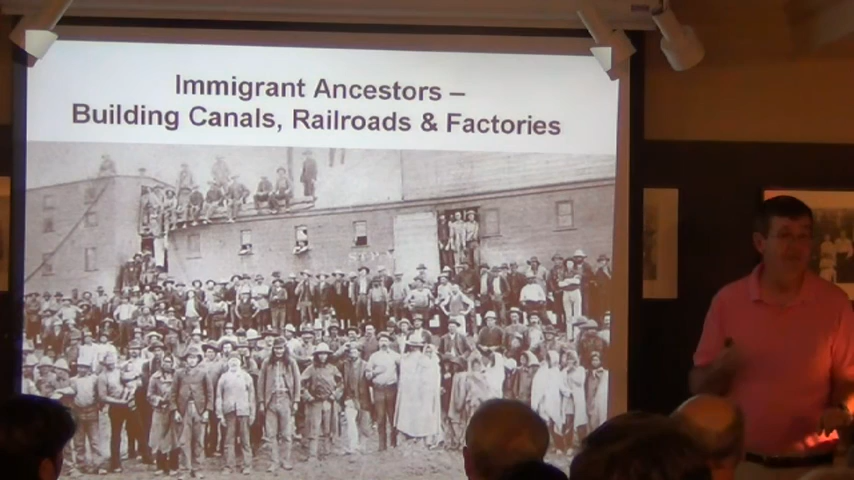 Immigrant Ancestors –
Building Canals, Railroads & Factories